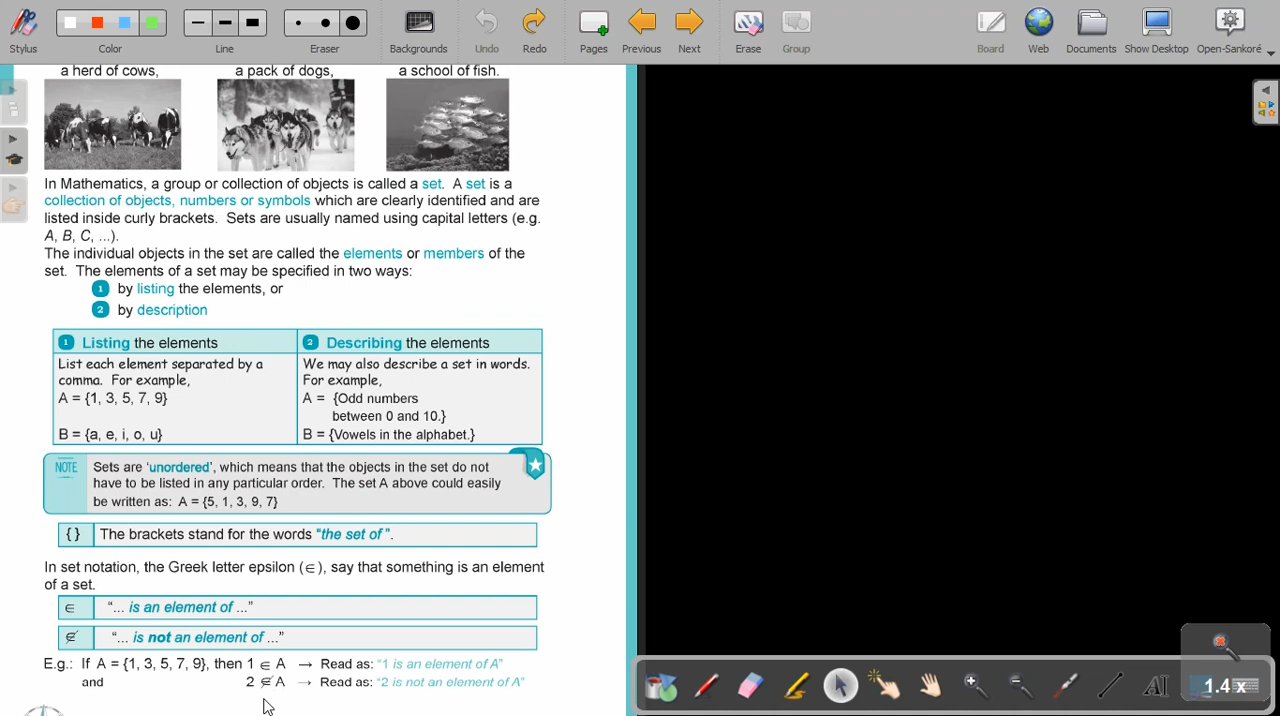 Stylus Color Line Eraser Backgrounds Undo Redo Pages Previous Next Erase Group Board Web Documents Show Desktop Open-Sankoré
a herd of cows, a pack of dogs, a school of fish.
In Mathematics, a group or collection of objects is called a set. A set is a
collection of objects, numbers or symbols which are clearly identified and are
listed inside curly brackets. Sets are usually named using capital letters (e.g.
A, B, C, ...).
The individual objects in the set are called the elements or members of the
set. The elements of a set may be specified in two ways:
1 by listing the elements, or
2 by description
1 Listing the elements
List each element separated by a
comma. For example,
A = {1, 3, 5, 7, 9}
B = {a, e, i, o, u}
2 Describing the elements
We may also describe a set in words.
For example,
A = {Odd numbers
between 0 and 10.}
B = {Vowels in the alphabet.}
NOTE Sets are 'unordered', which means that the objects in the set do not
have to be listed in any particular order. The set A above could easily
be written as: A = {5, 1, 3, 9, 7}
{ } The brackets stand for the words "the set of ".
In set notation, the Greek letter epsilon (∈), say that something is an element
of a set.
∈ "... is an element of ..."
∉ "... is not an element of ..."
E.g.: If A = {1, 3, 5, 7, 9}, then 1 ∈ A → Read as: "1 is an element of A"
and 2 ∉ A → Read as: "2 is not an element of A"
1.4 x